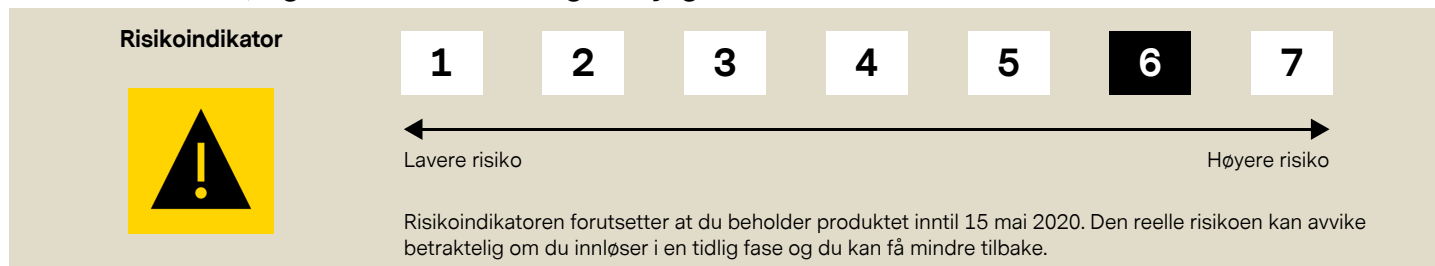 Risikoindikator
1 2 3 4 5 6 7
Lavere risiko Høyere risiko
Risikoindikatoren forutsetter at du beholder produktet inntil 15 mai 2020. Den reelle risikoen kan avvike
betraktelig om du innløser i en tidlig fase og du kan få mindre tilbake.